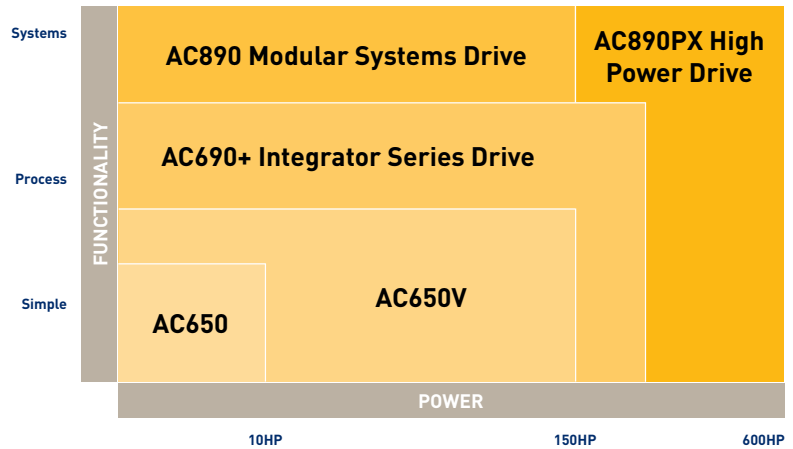 Systems
AC890 Modular Systems Drive
AC890PX High
Power Drive
FUNCTIONALITY
Process
AC690+ Integrator Series Drive
Simple
AC650
AC650V
POWER
10HP
150HP
600HP